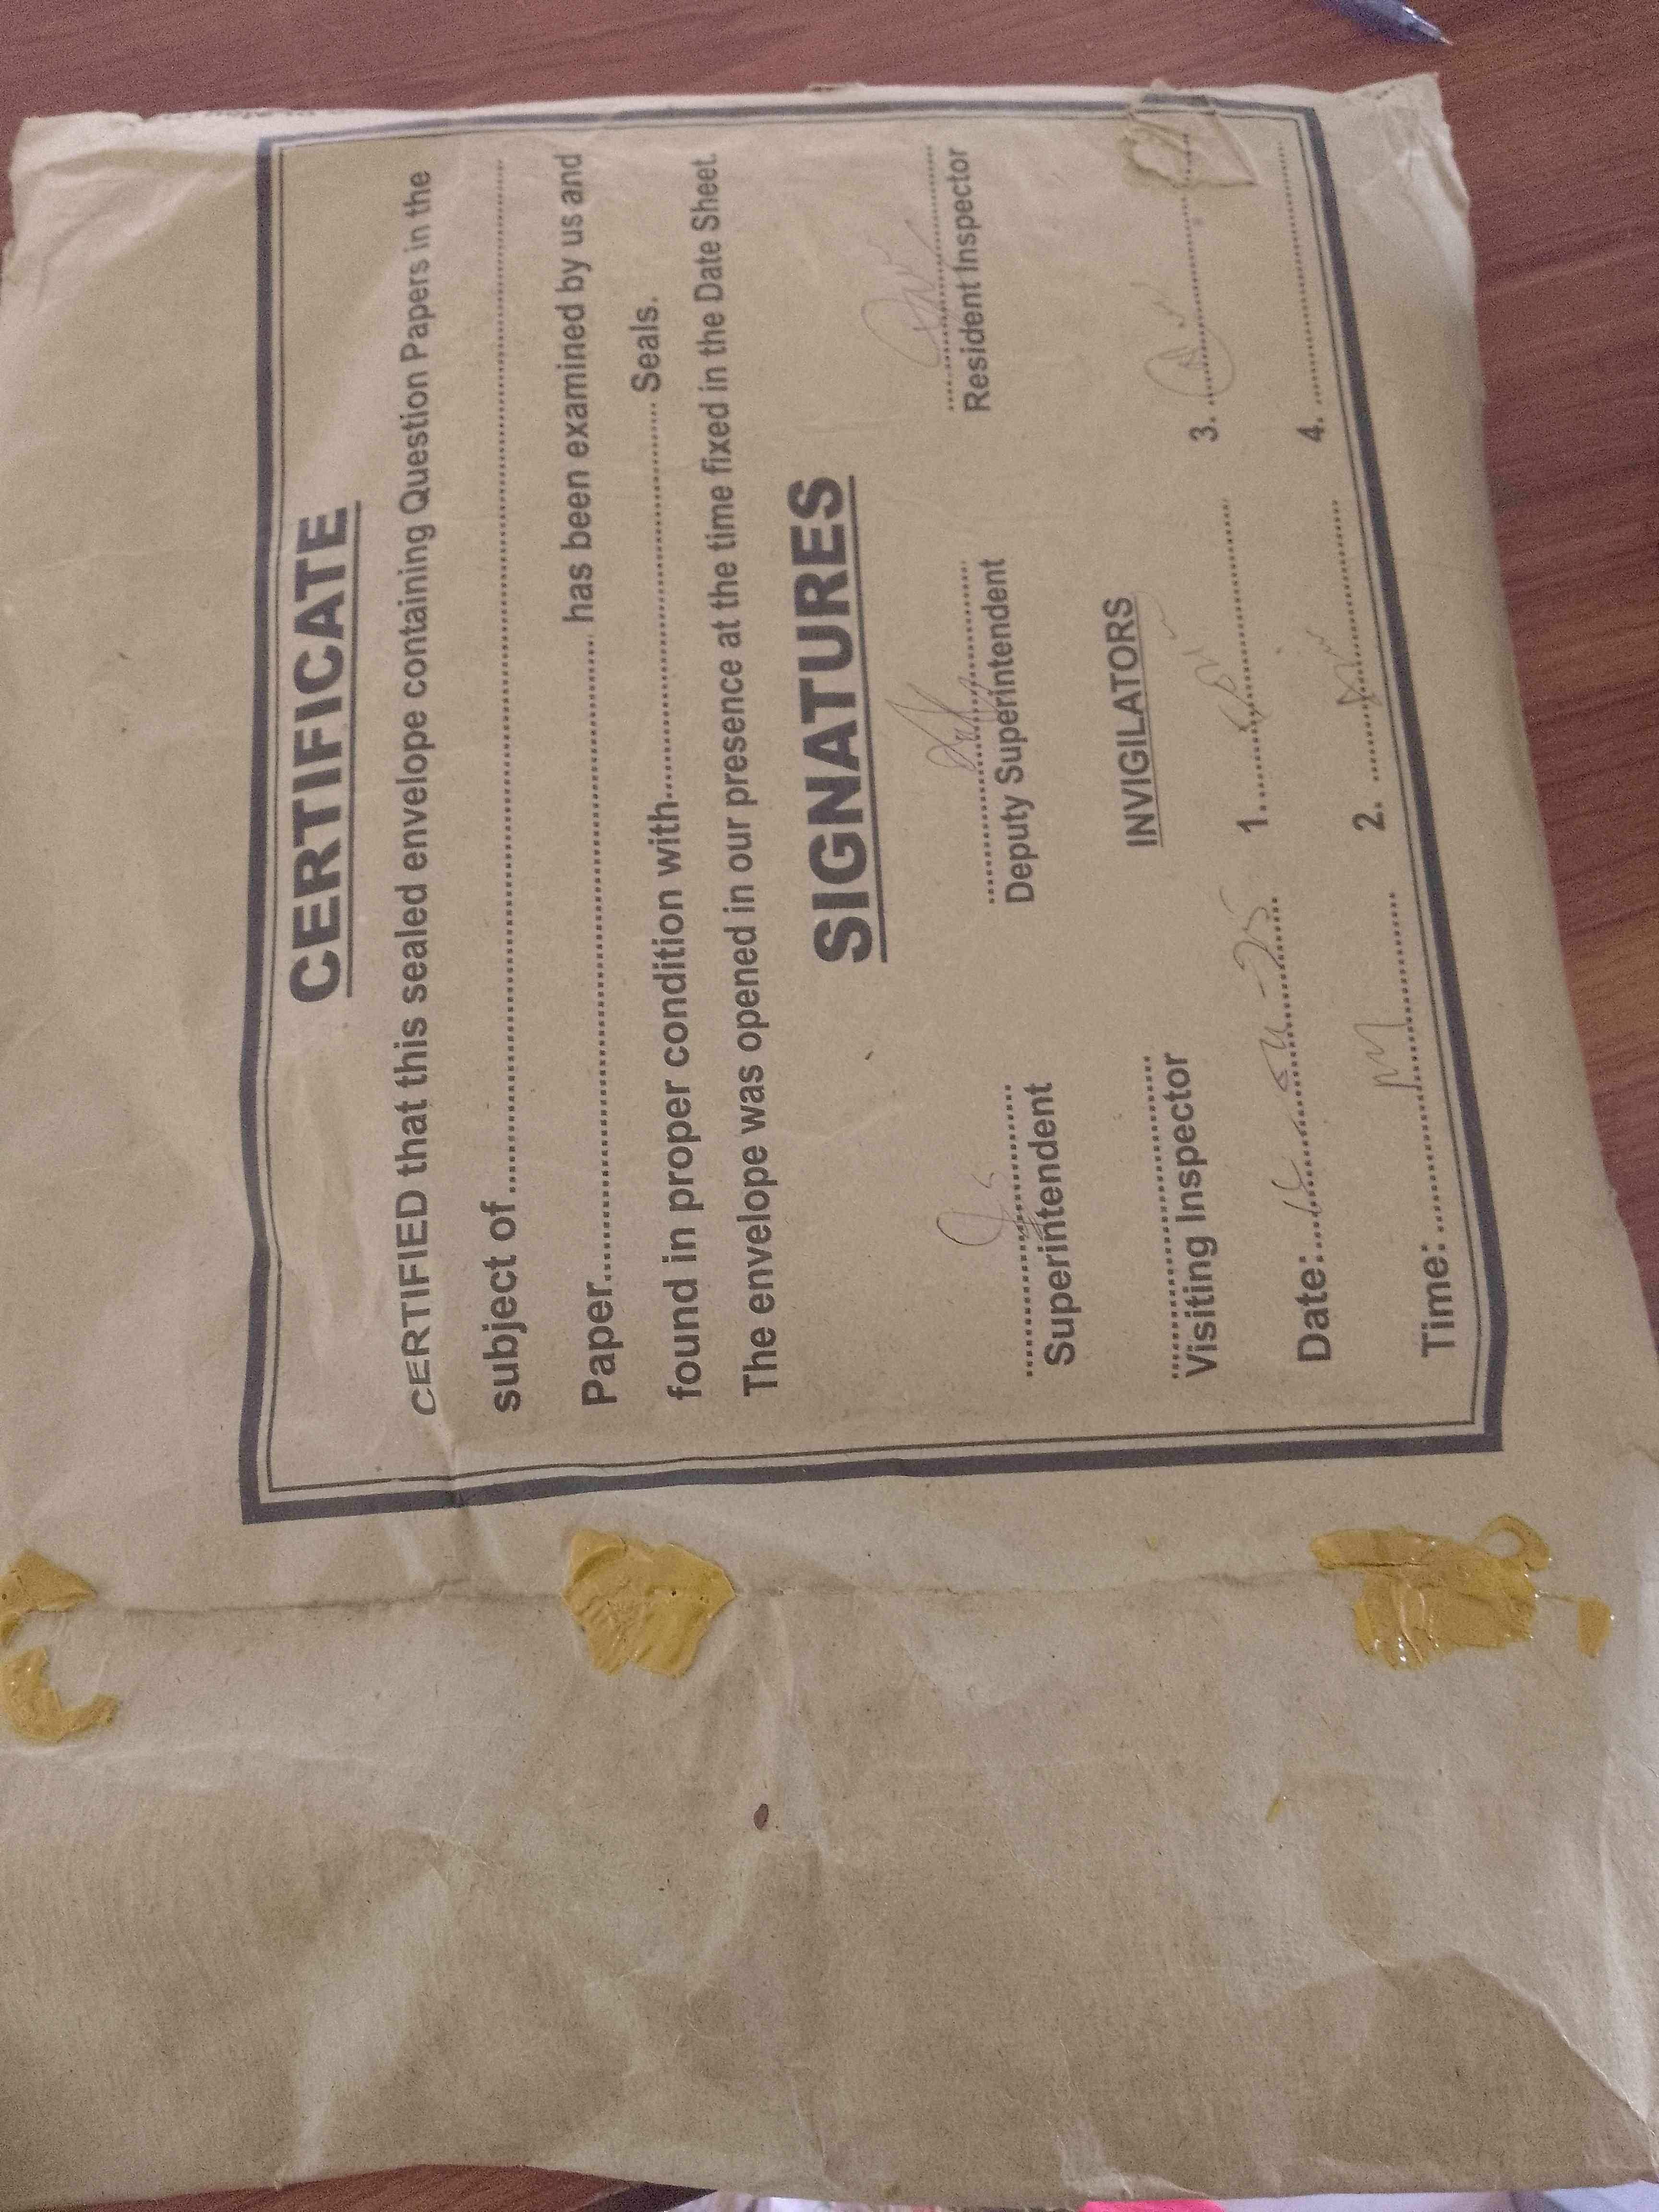 CERTIFICATE
CERTIFIED that this sealed envelope containing Question Papers in the
subject of ..........
Paper.......... has been examined by us and
found in proper condition with.......... Seals.
The envelope was opened in our presence at the time fixed in the Date Sheet.
SIGNATURES
Superintendent Deputy Superintendent Resident Inspector
INVIGILATORS
Visiting Inspector
1. .......... 3. ..........
Date: ..........
2. .......... 4. ..........
Time: ..........